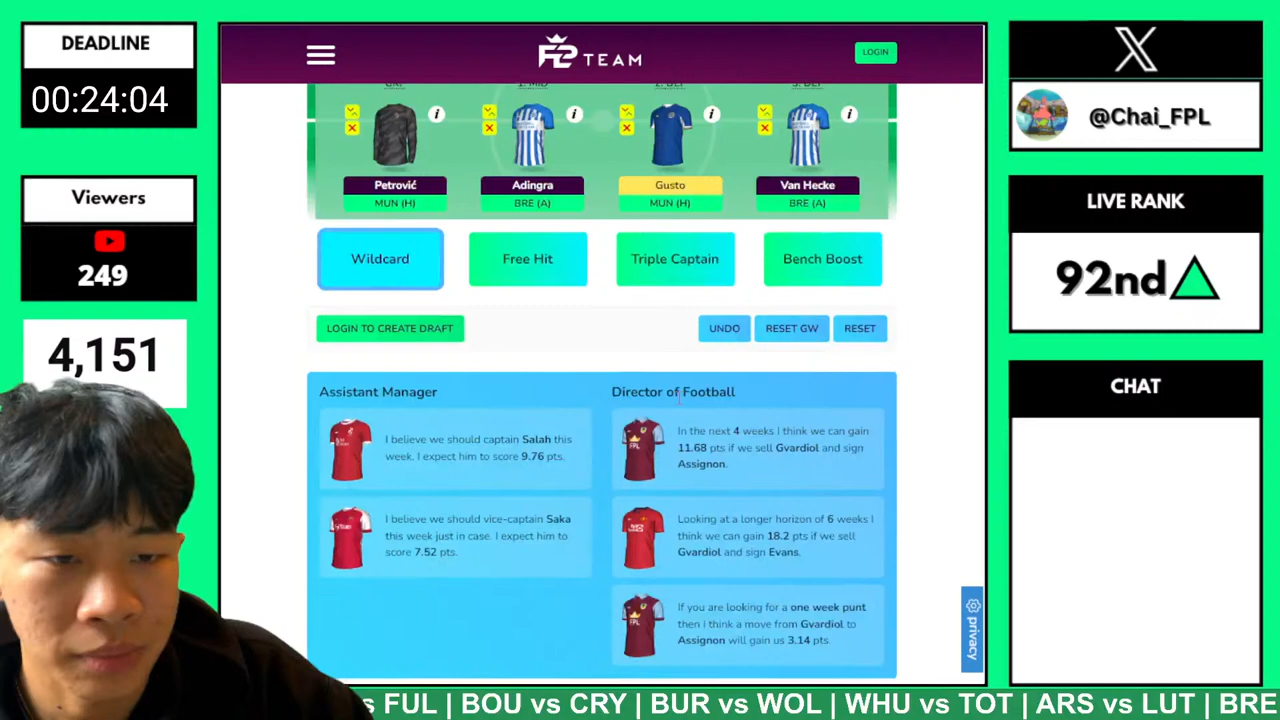 DEADLINE
00:24:04
Viewers
249
4,151
TEAM
LOGIN
Petrović
MUN (H)
Adingra
BRE (A)
Gusto
MUN (H)
Van Hecke
BRE (A)
Wildcard
Free Hit
Triple Captain
Bench Boost
LOGIN TO CREATE DRAFT
UNDO
RESET GW
RESET
Assistant Manager
I believe we should captain Salah this
week. I expect him to score 9.76 pts.
I believe we should vice-captain Saka
this week just in case. I expect him to
score 7.52 pts.
Director of Football
In the next 4 weeks I think we can gain
11.68 pts if we sell Gvardiol and sign
Assignon.
Looking at a longer horizon of 6 weeks I
think we can gain 18.2 pts if we sell
Gvardiol and sign Evans.
If you are looking for a one week punt
then I think a move from Gvardiol to
Assignon will gain us 3.14 pts.
privacy
X
@Chai_FPL
LIVE RANK
92nd
CHAT
s FUL | BOU vs CRY | BUR vs WOL | WHU vs TOT | ARS vs LUT | BRE